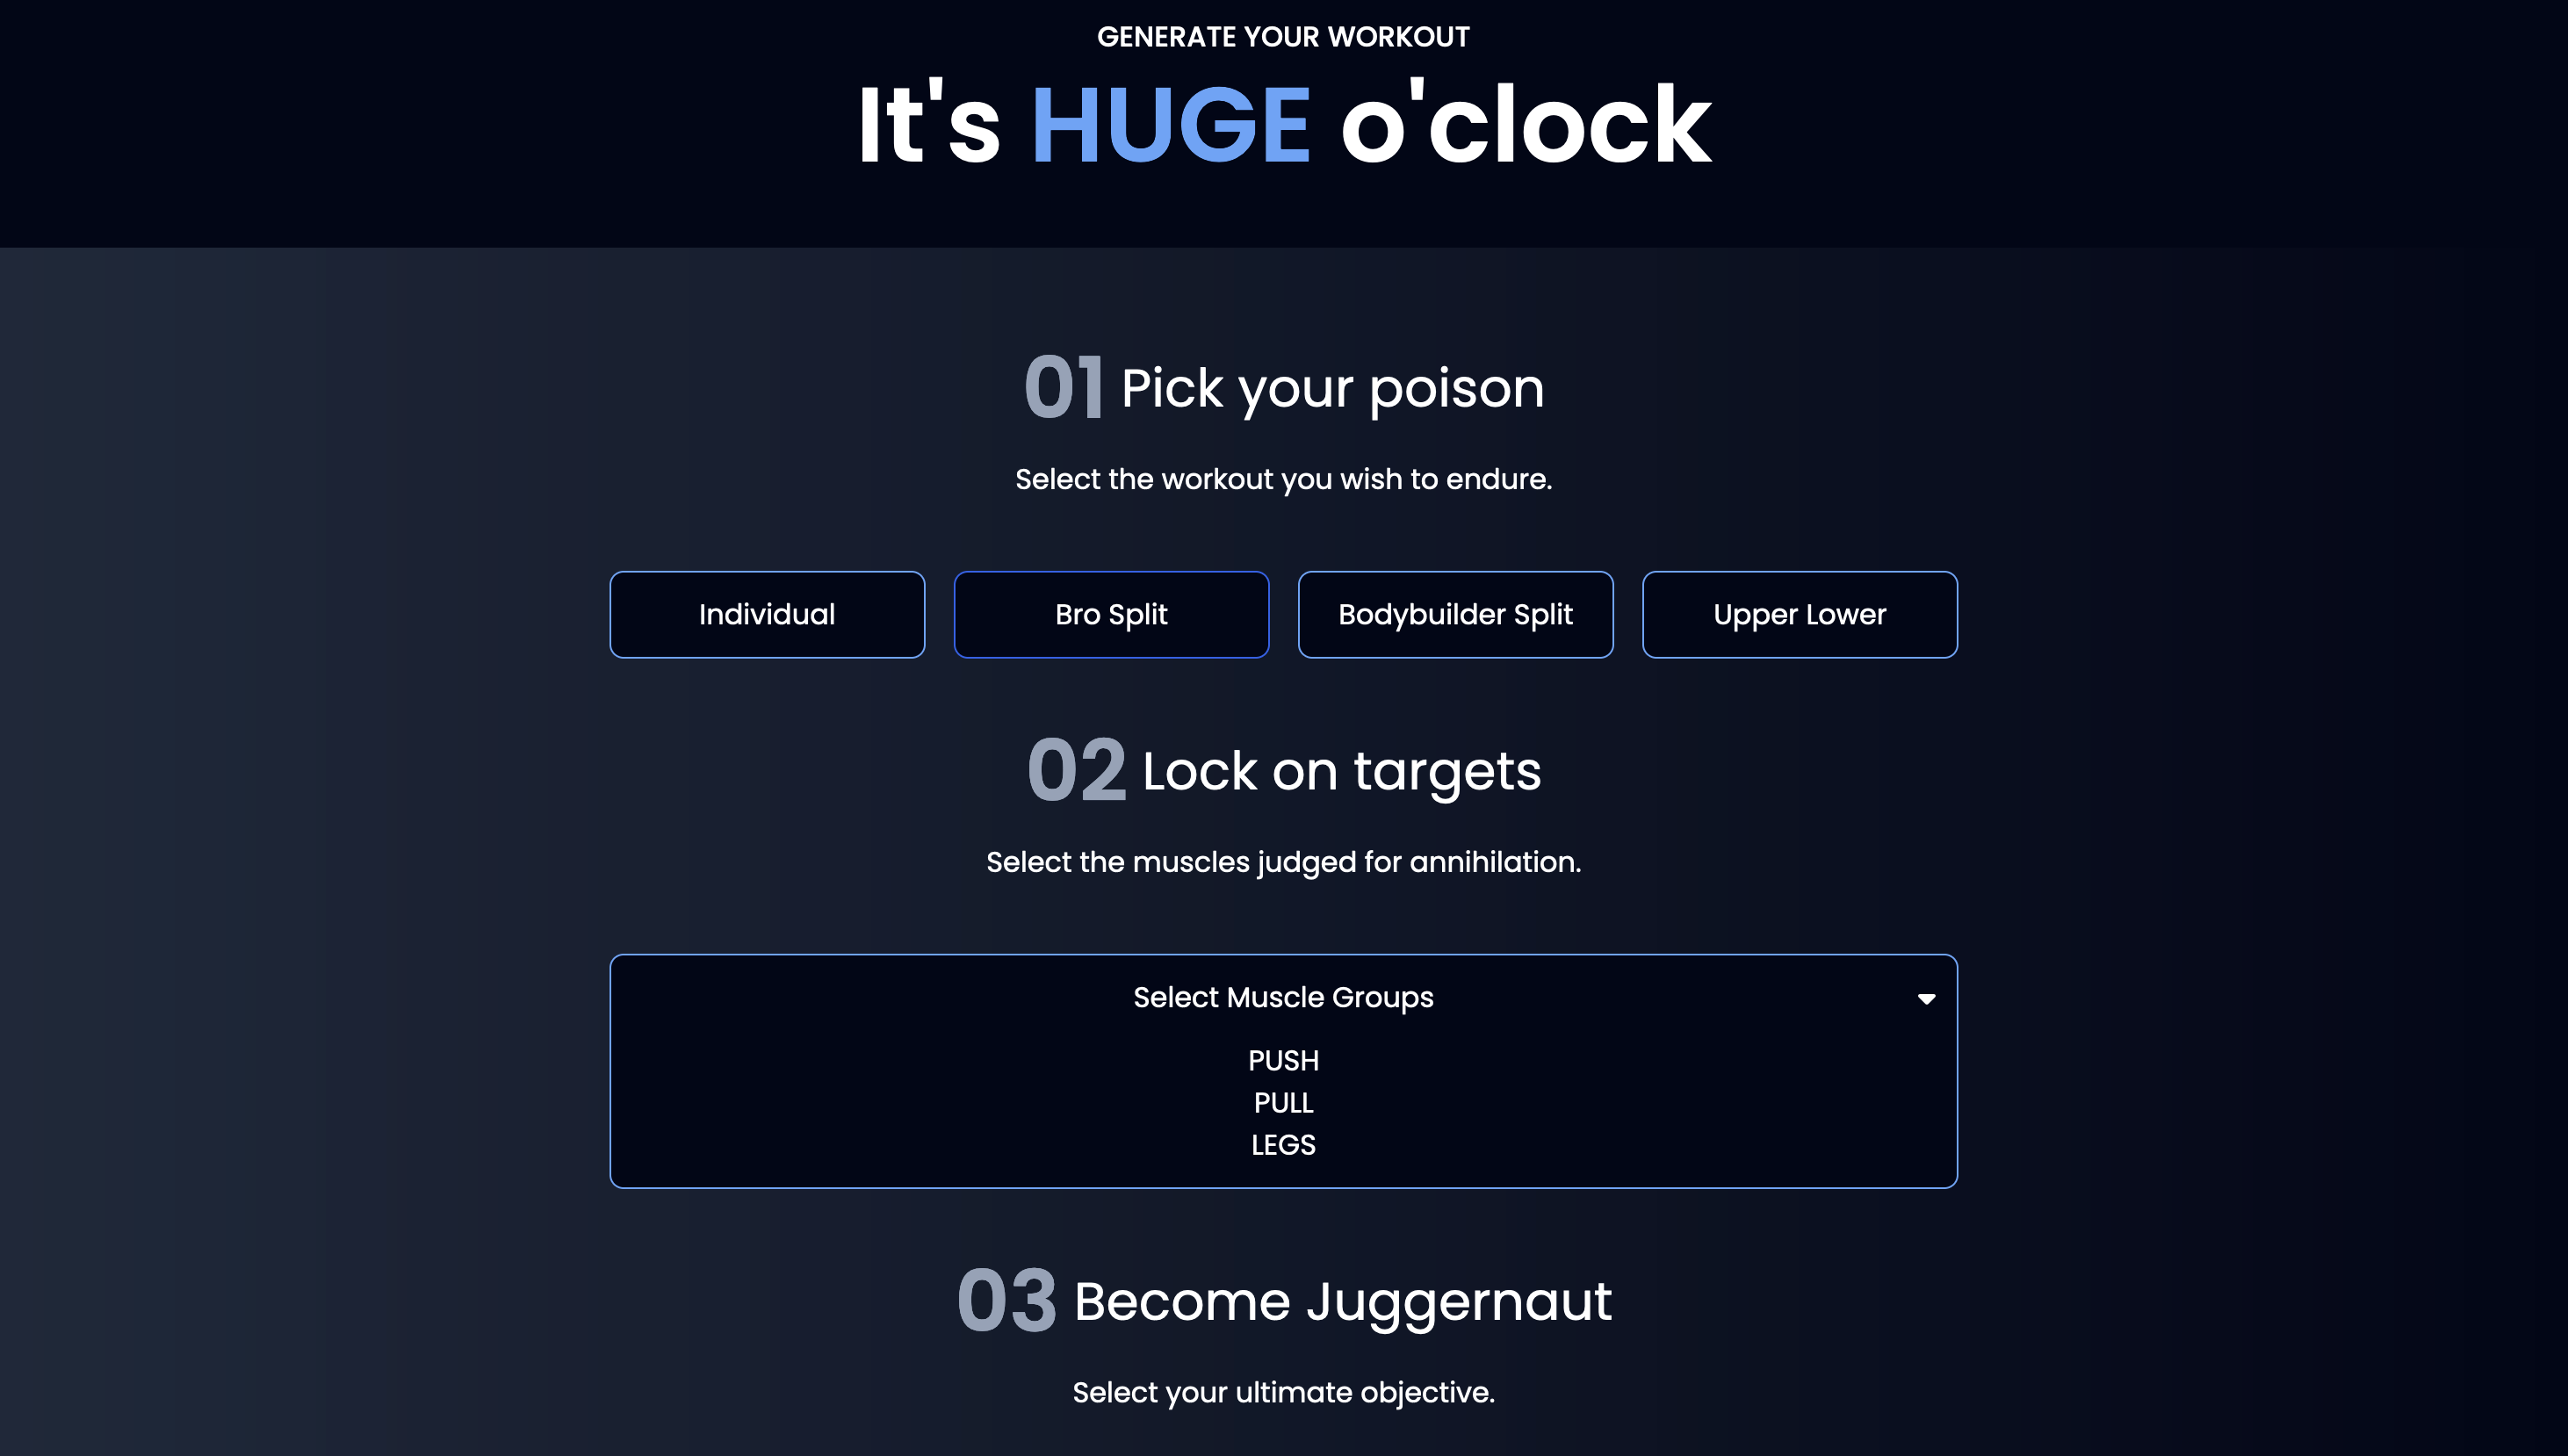 GENERATE YOUR WORKOUT
It's HUGE o'clock
01 Pick your poison
Select the workout you wish to endure.
Individual
Bro Split
Bodybuilder Split
Upper Lower
02 Lock on targets
Select the muscles judged for annihilation.
Select Muscle Groups
PUSH
PULL
LEGS
03 Become Juggernaut
Select your ultimate objective.